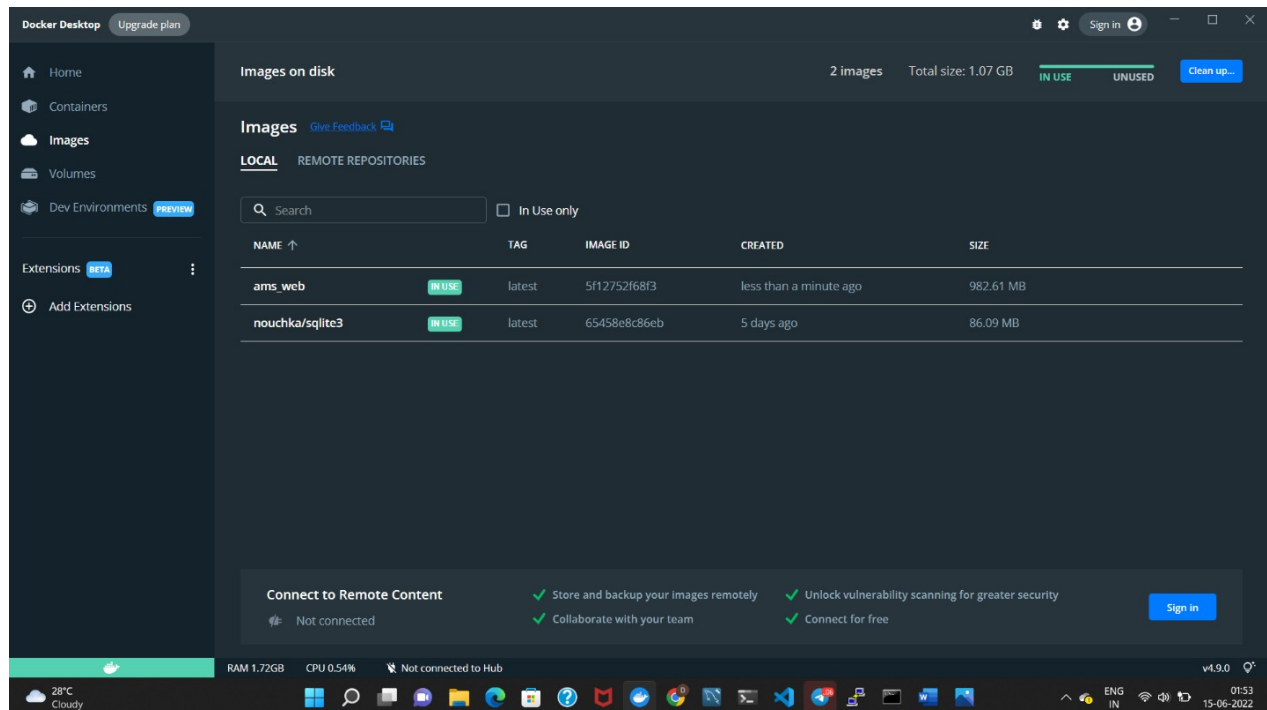 Docker Desktop Upgrade plan Sign in
Home
Containers
Images
Volumes
Dev Environments PREVIEW
Extensions BETA
Add Extensions
Images on disk 2 images Total size: 1.07 GB IN USE UNUSED Clean up...
Images Give Feedback
LOCAL REMOTE REPOSITORIES
Search In Use only
NAME TAG IMAGE ID CREATED SIZE
ams_web IN USE latest 5f12752f68f3 less than a minute ago 982.61 MB
nouchka/sqlite3 IN USE latest 65458e8c86eb 5 days ago 86.09 MB
Connect to Remote Content
Not connected
Store and backup your images remotely
Collaborate with your team
Unlock vulnerability scanning for greater security
Connect for free
Sign in
RAM 1.72GB CPU 0.54% Not connected to Hub v4.9.0
28°C
Cloudy
ENG
IN
01:53
15-06-2022